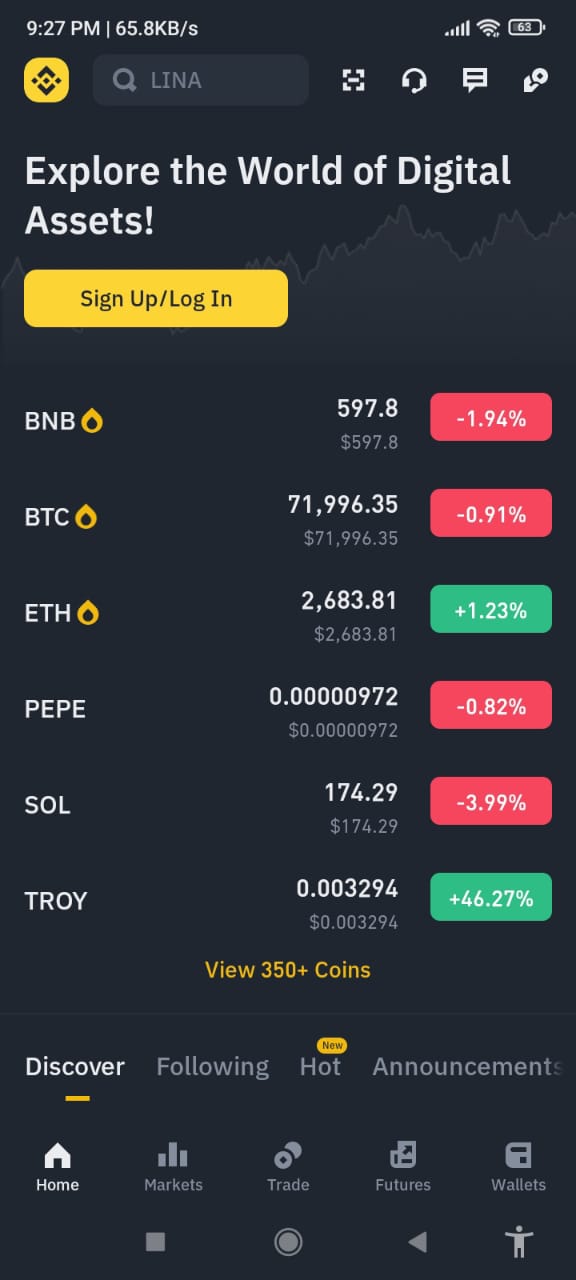 9:27 PM | 65.8KB/s 63
LINA
Explore the World of Digital
Assets!
Sign Up/Log In
BNB 597.8 -1.94%
$597.8
BTC 71,996.35 -0.91%
$71,996.35
ETH 2,683.81 +1.23%
$2,683.81
PEPE 0.00000972 -0.82%
$0.00000972
SOL 174.29 -3.99%
$174.29
TROY 0.003294 +46.27%
$0.003294
View 350+ Coins
New
Discover Following Hot Announcements
Home Markets Trade Futures Wallets